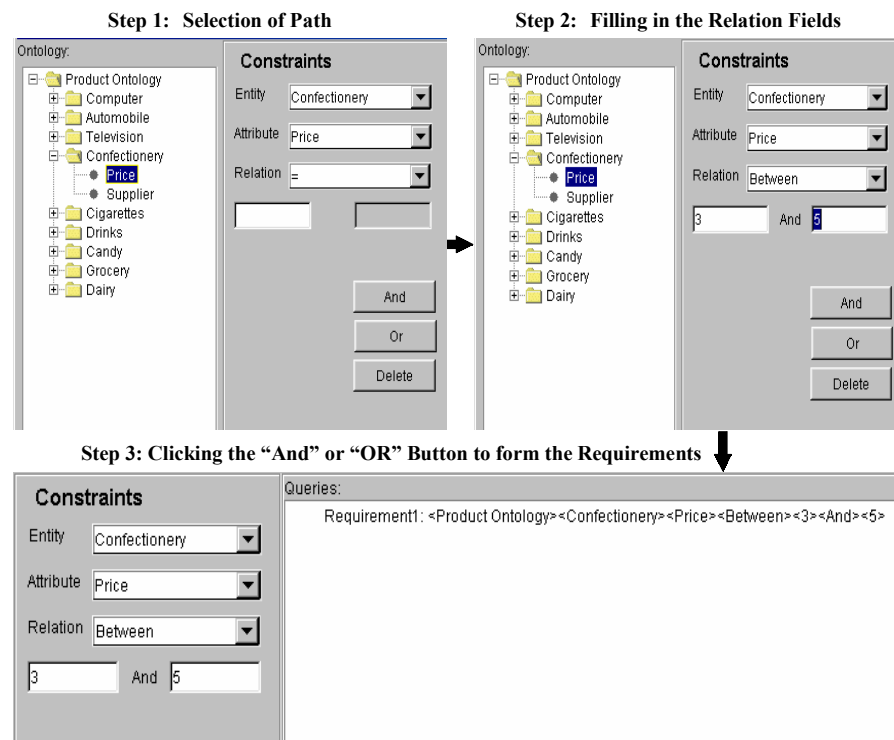 Step 1: Selection of Path
Ontology:
Product Ontology
Computer
Automobile
Television
Confectionery
Price
Supplier
Cigarettes
Drinks
Candy
Grocery
Dairy
Constraints
Entity Confectionery
Attribute Price
Relation =
And
Or
Delete
Step 2: Filling in the Relation Fields
Ontology:
Product Ontology
Computer
Automobile
Television
Confectionery
Price
Supplier
Cigarettes
Drinks
Candy
Grocery
Dairy
Constraints
Entity Confectionery
Attribute Price
Relation Between
3 And 5
And
Or
Delete
Step 3: Clicking the “And” or “OR” Button to form the Requirements
Constraints
Entity Confectionery
Attribute Price
Relation Between
3 And 5
Queries:
Requirement1: <Product Ontology><Confectionery><Price><Between><3><And><5>